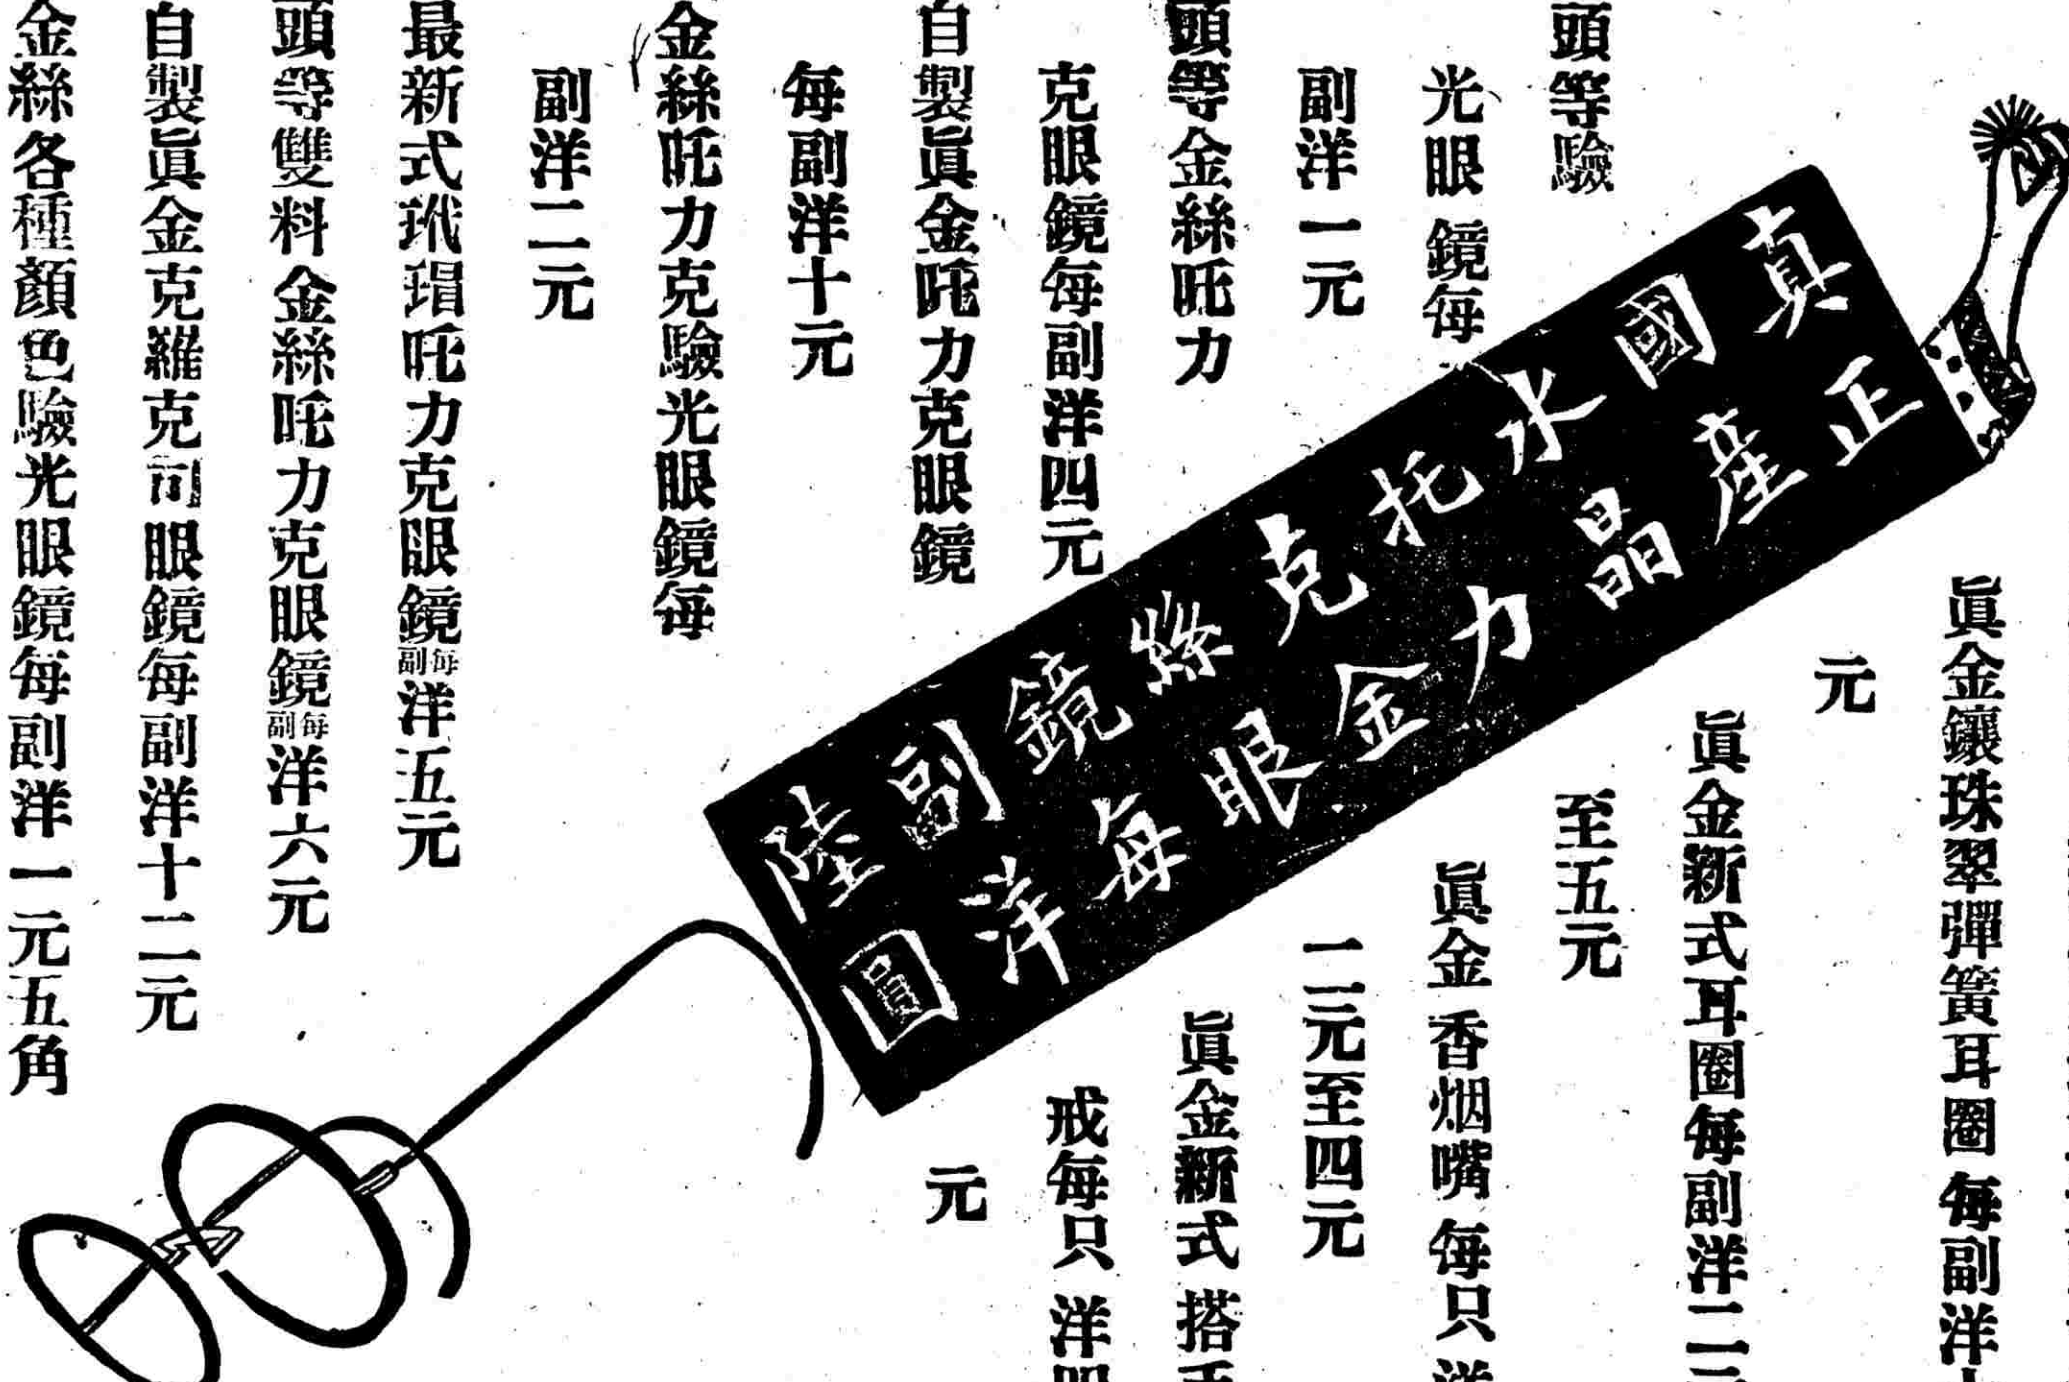 眞金鑲珠翠彈簧耳圈每副洋
元
眞金新式耳圈每副洋二
至五元
眞金香烟嘴每只洋
二元至四元
眞金新式搭
戒每只洋
元
真正國產水晶托力克金絲眼鏡每副洋陸圓
頭等驗
光眼鏡每
副洋一元
頭等金絲吒力
克眼鏡每副洋四元
自製眞金吒力克眼鏡
每副洋十元
金絲吒力克驗光眼鏡每
副洋二元
最新式玳瑁吒力克眼鏡每副洋五元
頭等雙料金絲吒力克眼鏡每副洋六元
自製眞金克羅克司眼鏡每副洋十二元
金絲各種顏色驗光眼鏡每副洋一元五角